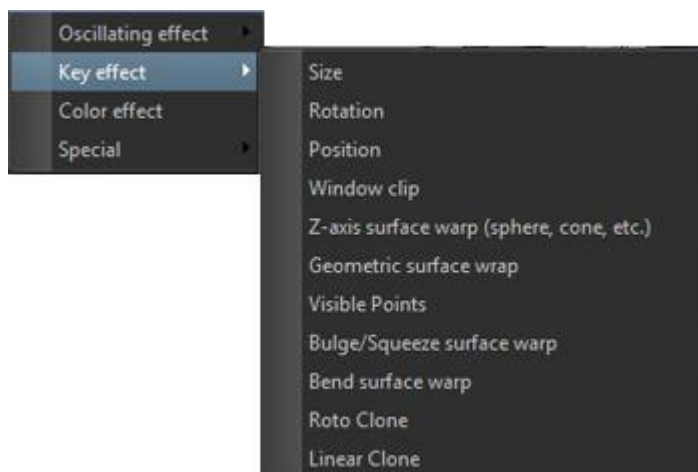 Oscillating effect
Key effect
Color effect
Special
Size
Rotation
Position
Window clip
Z-axis surface warp (sphere, cone, etc.)
Geometric surface wrap
Visible Points
Bulge/Squeeze surface warp
Bend surface warp
Roto Clone
Linear Clone